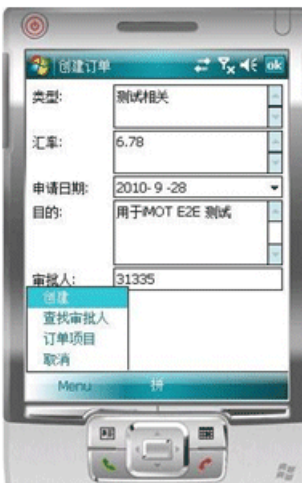 创建订单 ok
类型: 测试相关
汇率: 6.78
申请日期: 2010-9-28
目的: 用于iMOT E2E 测试
审批人: 31335
创建
查找审批人
订单项目
取消
Menu 拼